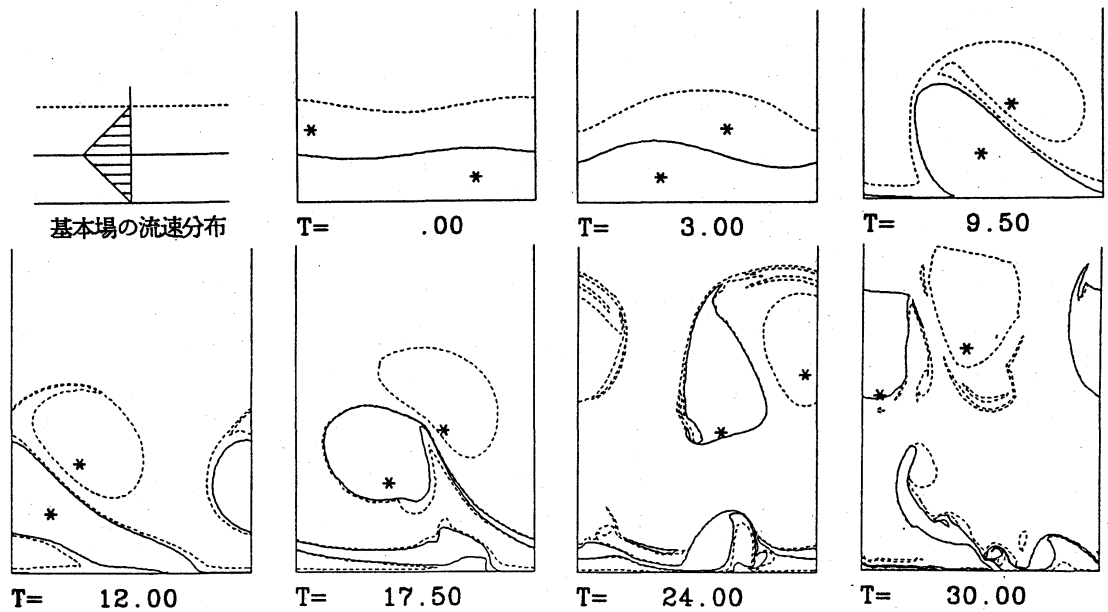 基本場の流速分布
T= .00
T= 3.00
T= 9.50
T= 12.00
T= 17.50
T= 24.00
T= 30.00